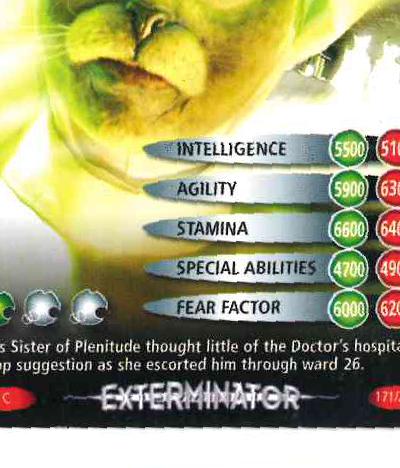 INTELLIGENCE 5500
AGILITY 5900
STAMINA 6600
SPECIAL ABILITIES 4700
FEAR FACTOR 6000
Sister of Plenitude thought little of the Doctor's
suggestion as she escorted him through ward 26.
C EXTERMINATOR 171/